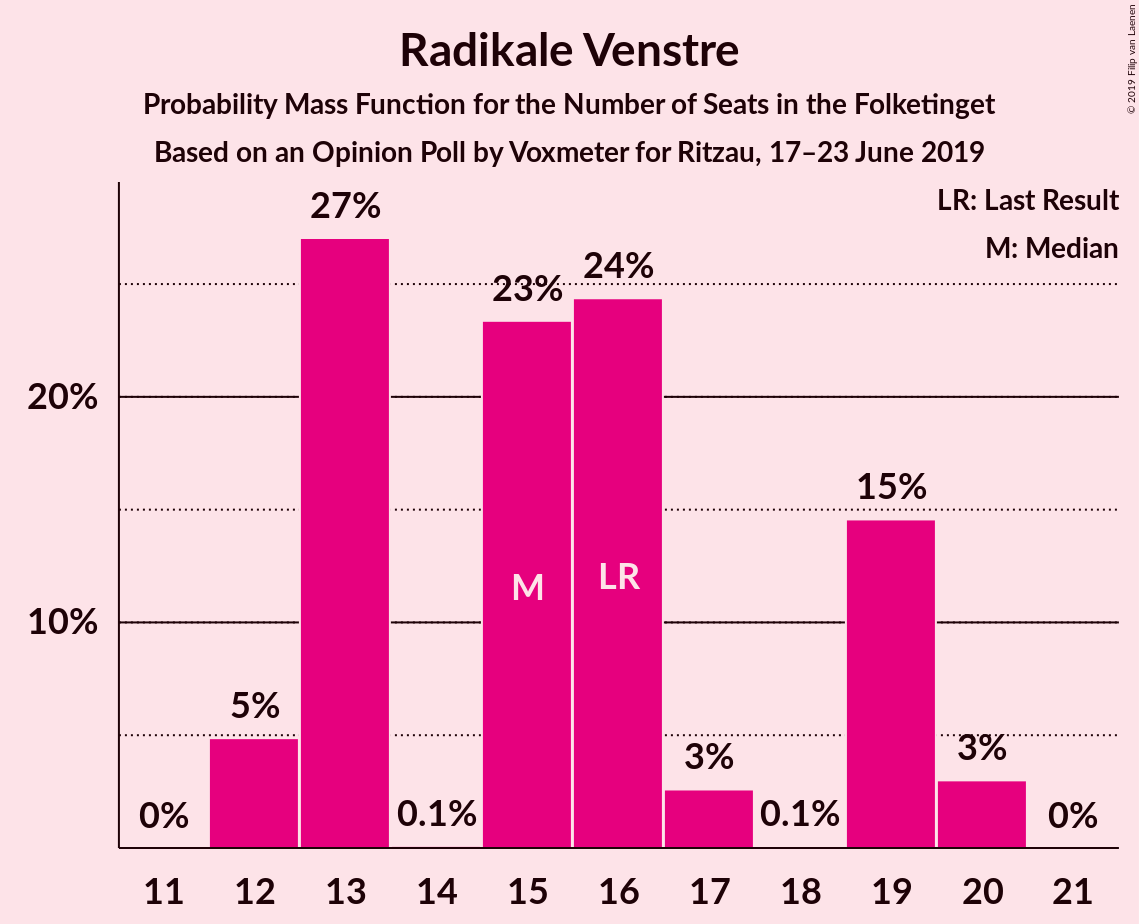 Radikale Venstre
Probability Mass Function for the Number of Seats in the Folketinget
Based on an Opinion Poll by Voxmeter for Ritzau, 17–23 June 2019
© 2019 Filip van Laenen
LR: Last Result
M: Median
27%
24%
23%
20%
15%
M
LR
10%
5%
3%
3%
0%
0.1%
0.1%
0%
11 12 13 14 15 16 17 18 19 20 21